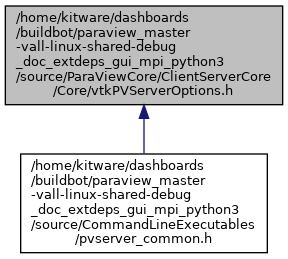 /home/kitware/dashboards
/buildbot/paraview_master
-vall-linux-shared-debug
_doc_extdeps_gui_mpi_python3
/source/ParaViewCore/ClientServerCore
/Core/vtkPVServerOptions.h
/home/kitware/dashboards
/buildbot/paraview_master
-vall-linux-shared-debug
_doc_extdeps_gui_mpi_python3
/source/CommandLineExecutables
/pvserver_common.h